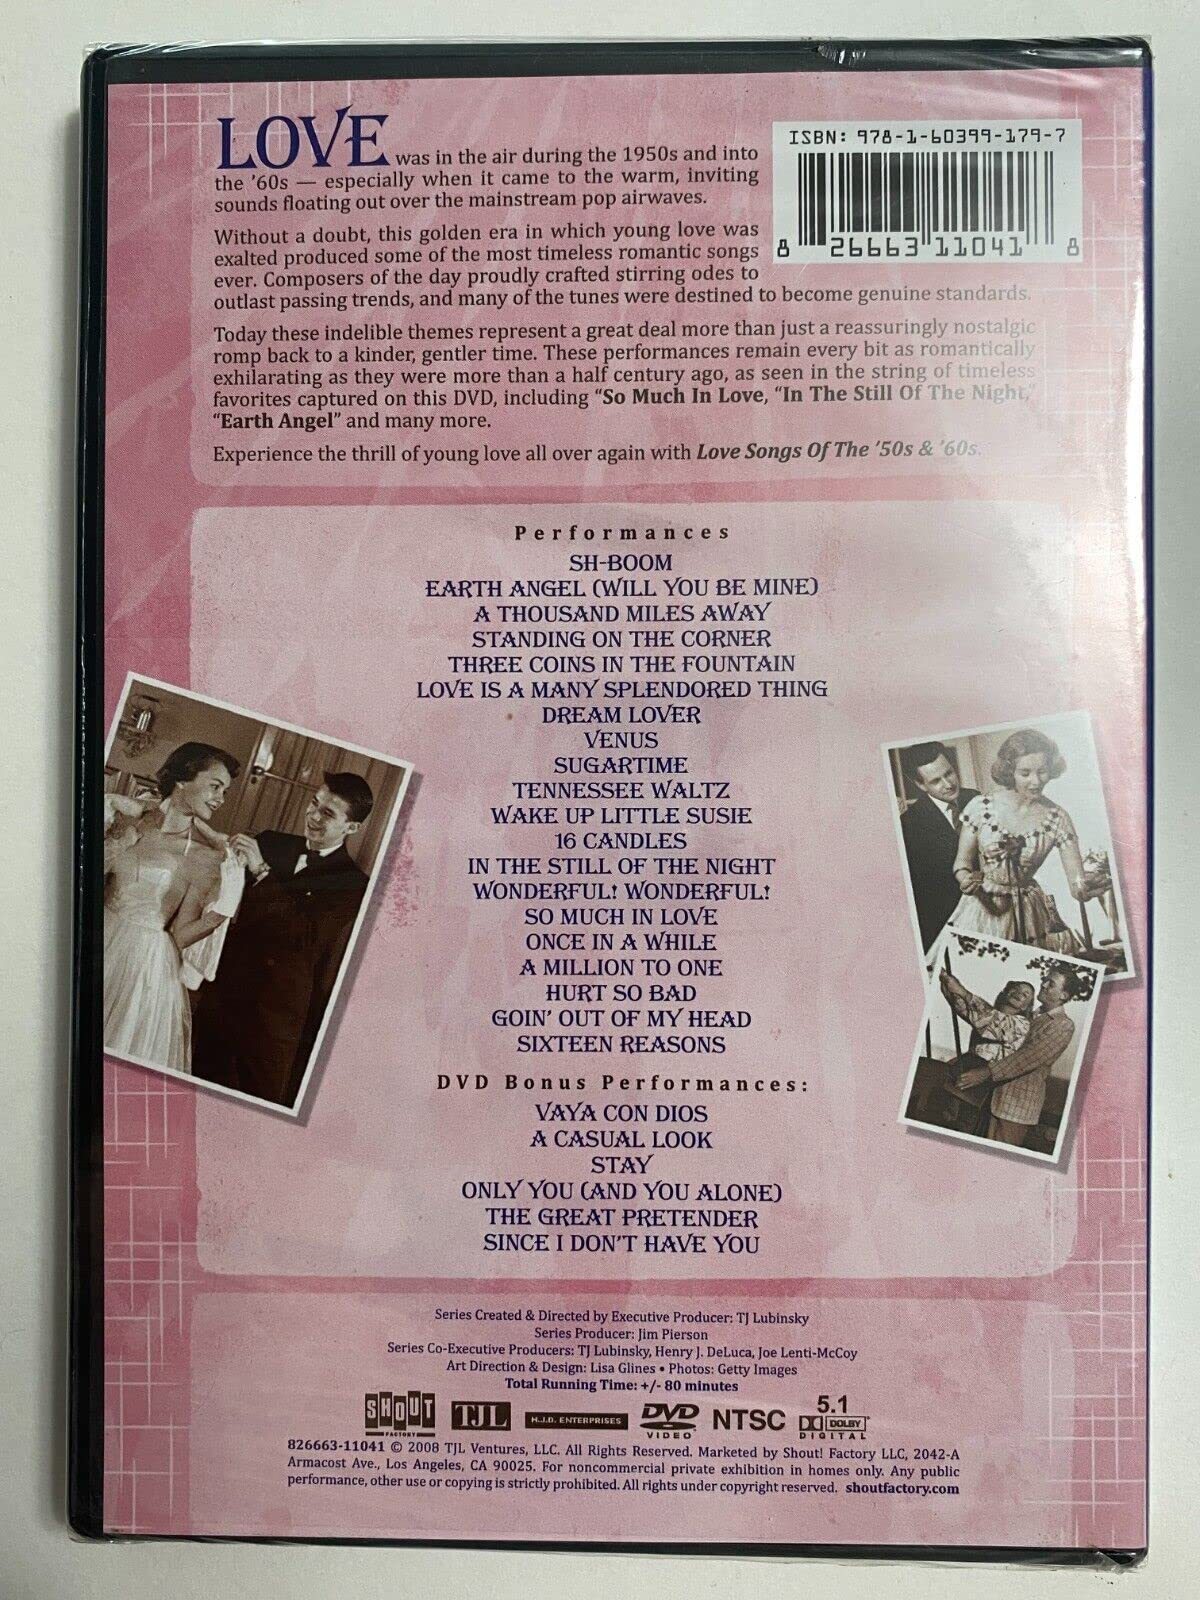 LOVE was in the air during the 1950s and into
the '60s — especially when it came to the warm, inviting
sounds floating out over the mainstream pop airwaves.
ISBN: 978-1-60399-179-7
8 26663 11041 8
Without a doubt, this golden era in which young love was
exalted produced some of the most timeless romantic songs
ever. Composers of the day proudly crafted stirring odes to
outlast passing trends, and many of the tunes were destined to become genuine standards.
Today these indelible themes represent a great deal more than just a reassuringly nostalgic
romp back to a kinder, gentler time. These performances remain every bit as romantically
exhilarating as they were more than a half century ago, as seen in the string of timeless
favorites captured on this DVD, including "So Much In Love, "In The Still Of The Night,"
"Earth Angel" and many more.
Experience the thrill of young love all over again with Love Songs Of The '50s & '60s.
Performances
SH-BOOM
EARTH ANGEL (WILL YOU BE MINE)
A THOUSAND MILES AWAY
STANDING ON THE CORNER
THREE COINS IN THE FOUNTAIN
LOVE IS A MANY SPLENDORED THING
DREAM LOVER
VENUS
SUGARTIME
TENNESSEE WALTZ
WAKE UP LITTLE SUSIE
16 CANDLES
IN THE STILL OF THE NIGHT
WONDERFUL! WONDERFUL!
SO MUCH IN LOVE
ONCE IN A WHILE
A MILLION TO ONE
HURT SO BAD
GOIN' OUT OF MY HEAD
SIXTEEN REASONS
DVD Bonus Performances:
VAYA CON DIOS
A CASUAL LOOK
STAY
ONLY YOU (AND YOU ALONE)
THE GREAT PRETENDER
SINCE I DON'T HAVE YOU
Series Created & Directed by Executive Producer: TJ Lubinsky
Series Producer: Jim Pierson
Series Co-Executive Producers: TJ Lubinsky, Henry J. DeLuca, Joe Lenti-McCoy
Art Direction & Design: Lisa Glines • Photos: Getty Images
Total Running Time: +/- 80 minutes
SHOUT FACTORY TJL H.J.D. ENTERPRISES DVD VIDEO NTSC 5.1 DOLBY DIGITAL
826663-11041 © 2008 TJL Ventures, LLC. All Rights Reserved. Marketed by Shout! Factory LLC, 2042-A
Armacost Ave., Los Angeles, CA 90025. For noncommercial private exhibition in homes only. Any public
performance, other use or copying is strictly prohibited. All rights under copyright reserved. shoutfactory.com